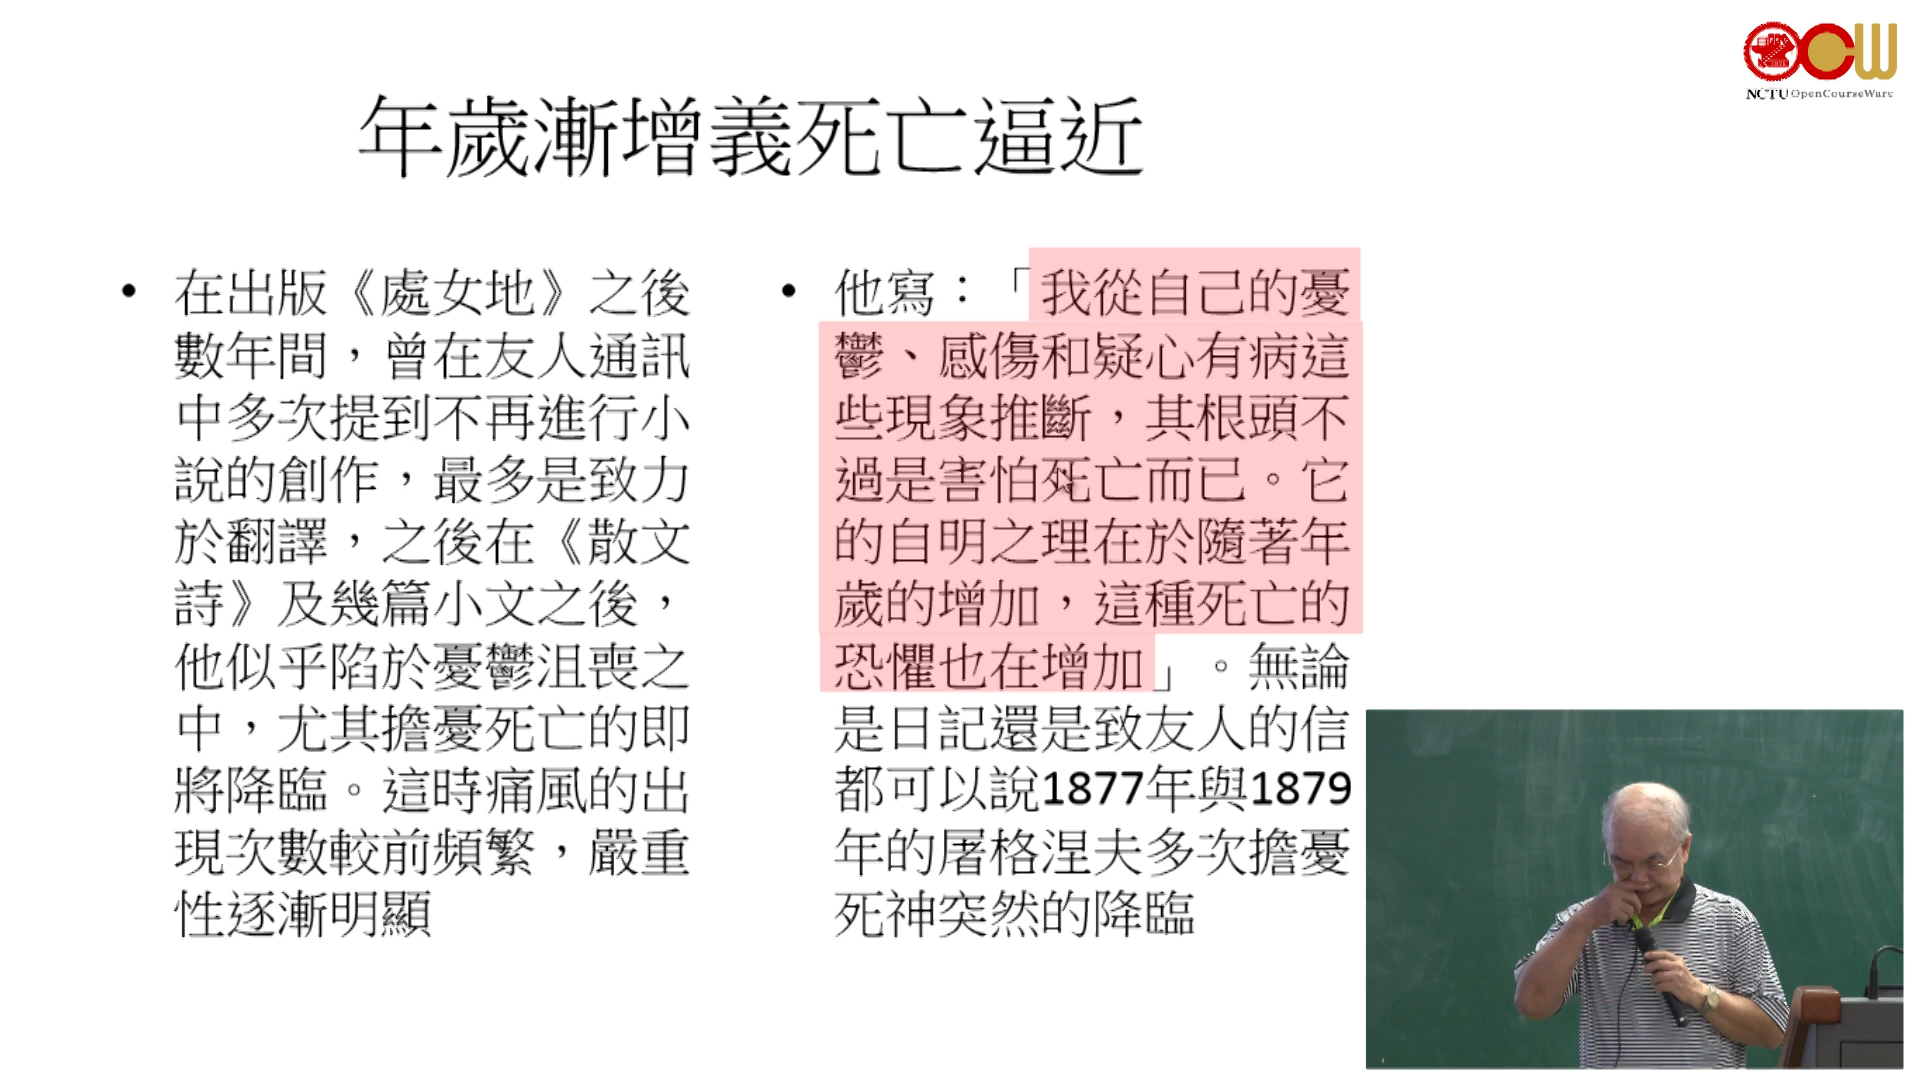 NCTU OpenCourseWare
年歲漸增義死亡逼近
• 在出版《處女地》之後
數年間，曾在友人通訊
中多次提到不再進行小
說的創作，最多是致力
於翻譯，之後在《散文
詩》及幾篇小文之後，
他似乎陷於憂鬱沮喪之
中，尤其擔憂死亡的即
將降臨。這時痛風的出
現次數較前頻繁，嚴重
性逐漸明顯
• 他寫：「我從自己的憂
鬱、感傷和疑心有病這
些現象推斷，其根頭不
過是害怕死亡而已。它
的自明之理在於隨著年
歲的增加，這種死亡的
恐懼也在增加」。無論
是日記還是致友人的信
都可以說1877年與1879
年的屠格涅夫多次擔憂
死神突然的降臨